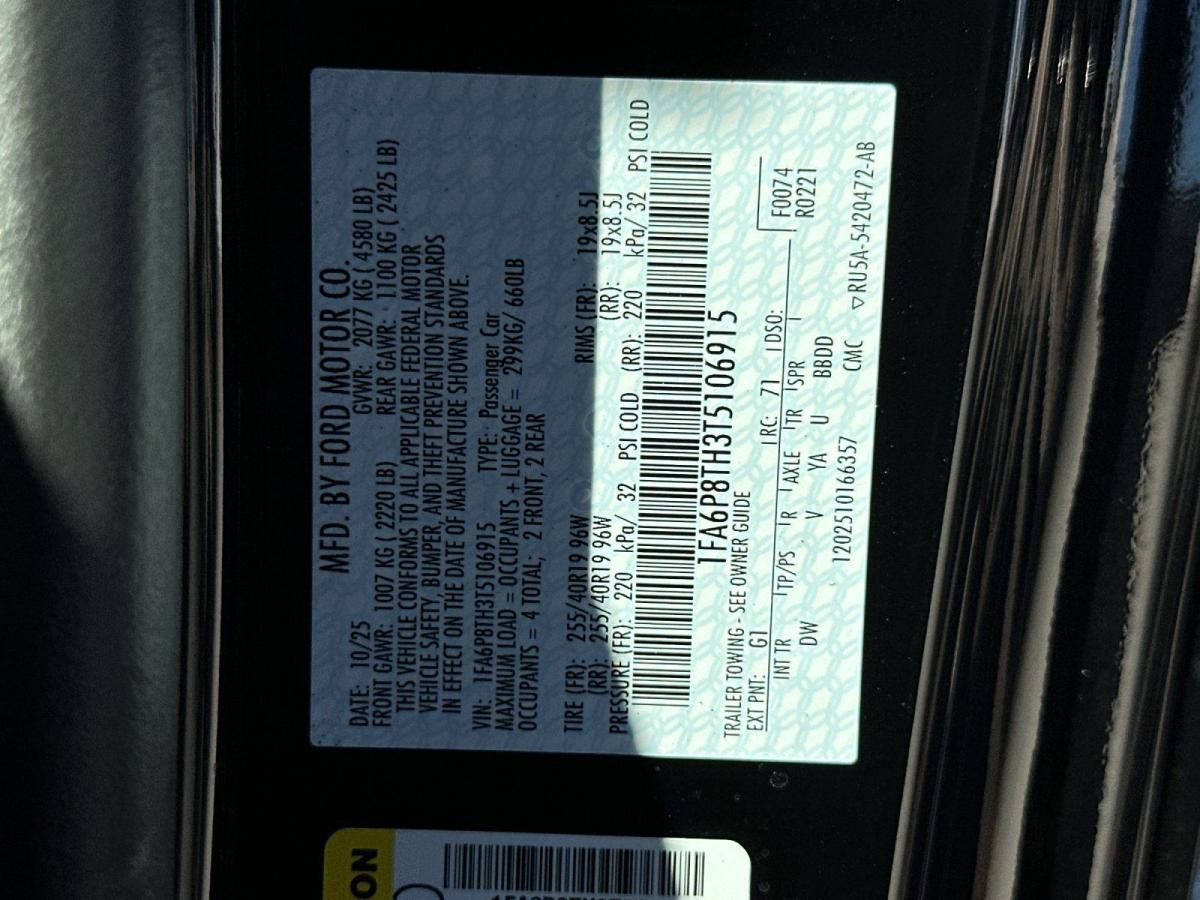 MFD. BY FORD MOTOR CO.
DATE: 10/25 GVWR: 2077 KG ( 4580 LB)
FRONT GAWR: 1007 KG ( 2220 LB) REAR GAWR: 1100 KG ( 2425 LB)
THIS VEHICLE CONFORMS TO ALL APPLICABLE FEDERAL MOTOR
VEHICLE SAFETY, BUMPER, AND THEFT PREVENTION STANDARDS
IN EFFECT ON THE DATE OF MANUFACTURE SHOWN ABOVE.
VIN: 1FA6P8TH3T5106915 TYPE: Passenger Car
MAXIMUM LOAD = OCCUPANTS + LUGGAGE = 299KG/ 660LB
OCCUPANTS = 4 TOTAL; 2 FRONT, 2 REAR
TIRE (FR): 255/40R19 96W RIMS (FR): 19x8.5J
(RR): 255/40R19 96W (RR): 19x8.5J
PRESSURE (FR): 220 kPa/ 32 PSI COLD (RR): 220 kPa/ 32 PSI COLD
1FA6P8TH3T5106915
TRAILER TOWING - SEE OWNER GUIDE
EXT PNT: G1 RC: 71 DSO: F0074
INT TR TP/PS R AXLE TR SPR R0221
DW V YA U BBDD
1202510166357 CMC ▽RU5A-5420472-AB
ON